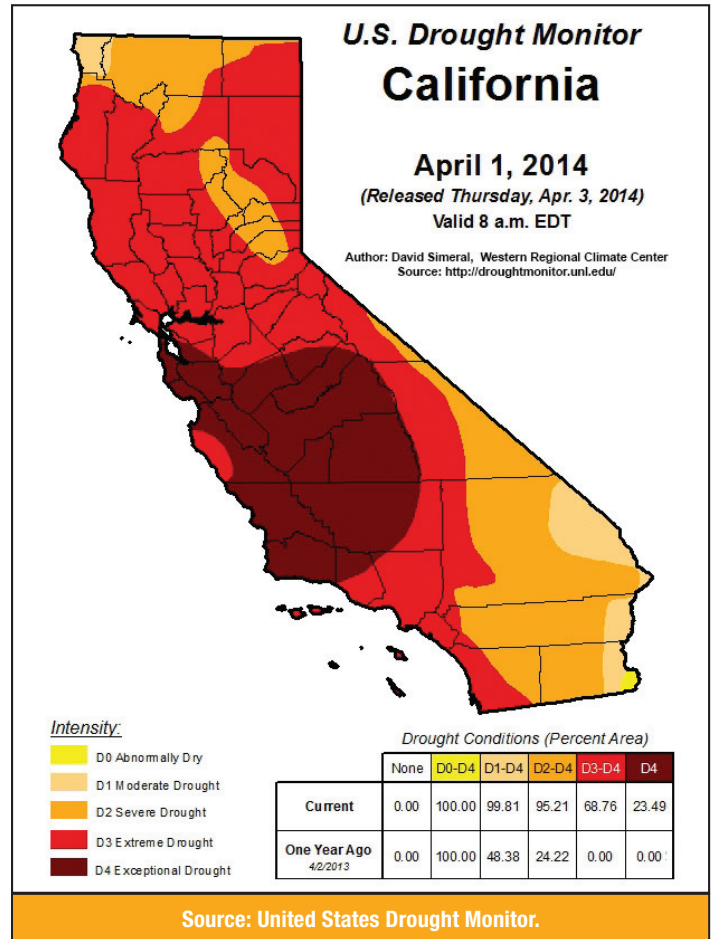 U.S. Drought Monitor
California
April 1, 2014
(Released Thursday, Apr. 3, 2014)
Valid 8 a.m. EDT
Author: David Simeral, Western Regional Climate Center
Source: http://droughtmonitor.unl.edu/
Intensity:
D0 Abnormally Dry
D1 Moderate Drought
D2 Severe Drought
D3 Extreme Drought
D4 Exceptional Drought
Drought Conditions (Percent Area)
None D0-D4 D1-D4 D2-D4 D3-D4 D4
Current 0.00 100.00 99.81 95.21 68.76 23.49
One Year Ago 0.00 100.00 48.38 24.22 0.00 0.00
4/2/2013
Source: United States Drought Monitor.